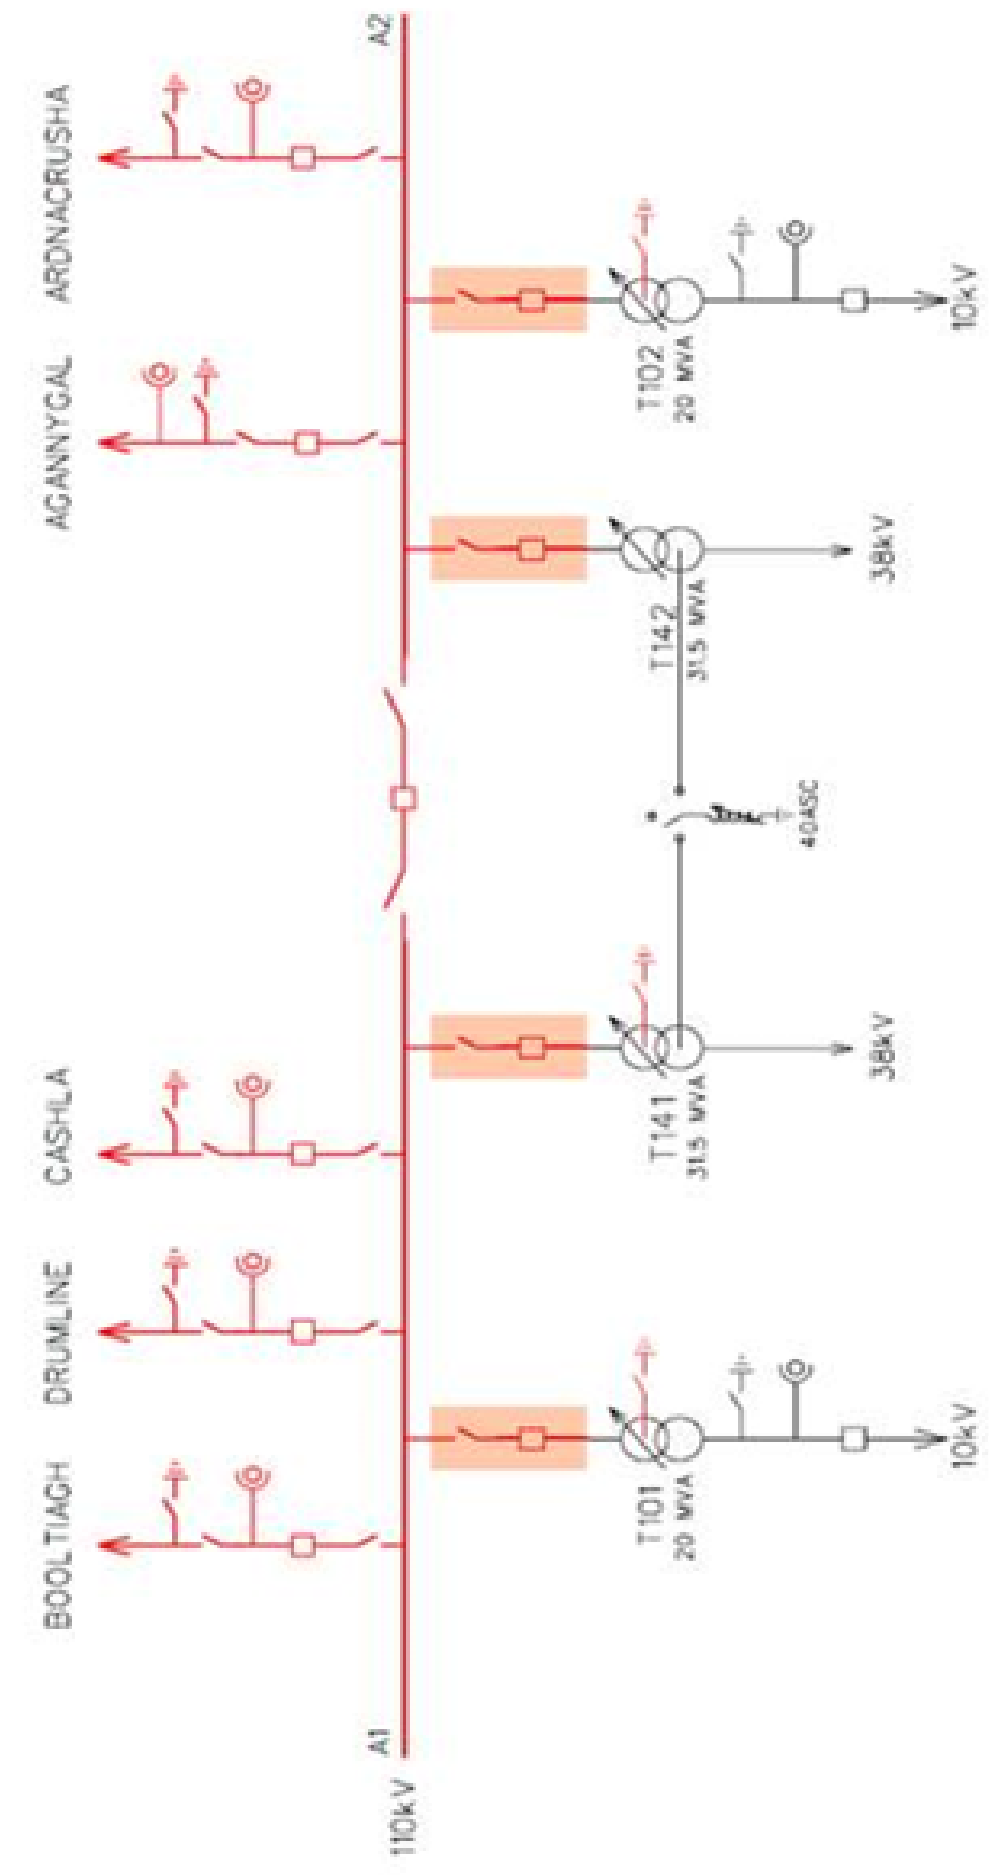 BOOLTIAGH
DRUMLINE
CASHLA
AGANNYGAL
ARDNACRUSHA
A1
A2
110kV
T101
20 MVA
T141
31.5 MVA
T142
31.5 MVA
T102
20 MVA
40ASC
10kV
38kV
38kV
10kV